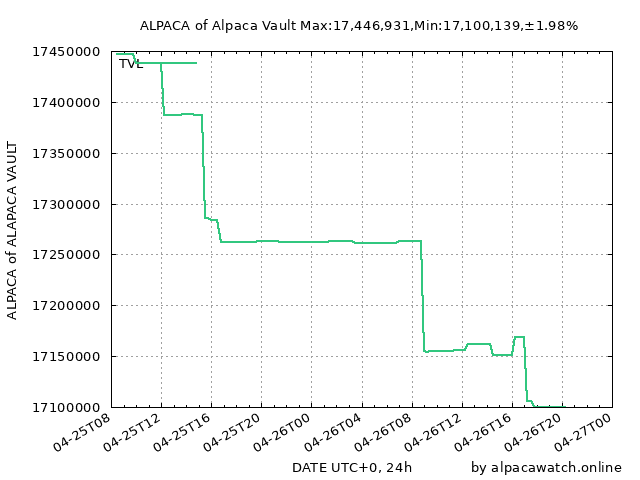 ALPACA of Alpaca Vault Max:17,446,931,Min:17,100,139,±1.98%
17450000
TVL
17400000
17350000
17300000
17250000
17200000
17150000
17100000
ALPACA of ALAPACA VAULT
04-25T08
04-25T12
04-25T16
04-25T20
04-26T00
04-26T04
04-26T08
04-26T12
04-26T16
04-26T20
04-27T00
DATE UTC+0, 24h
by alpacawatch.online